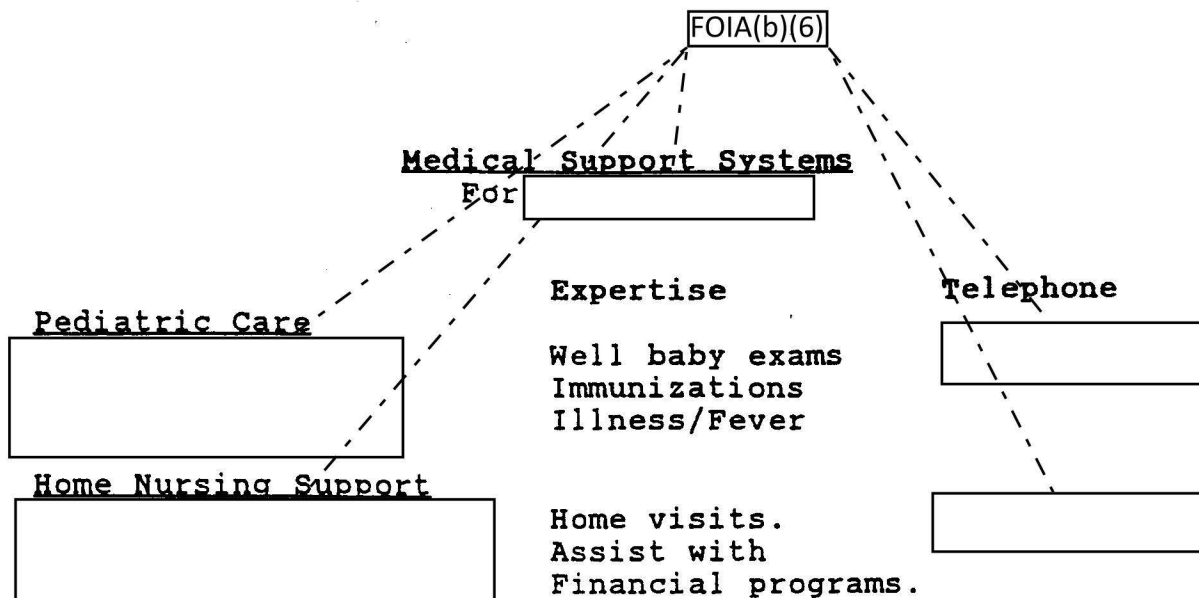 FOIA(b)(6)
Medical Support Systems
For
Expertise
Telephone
Pediatric Care
Well baby exams
Immunizations
Illness/Fever
Home Nursing Support
Home visits.
Assist with
Financial programs.